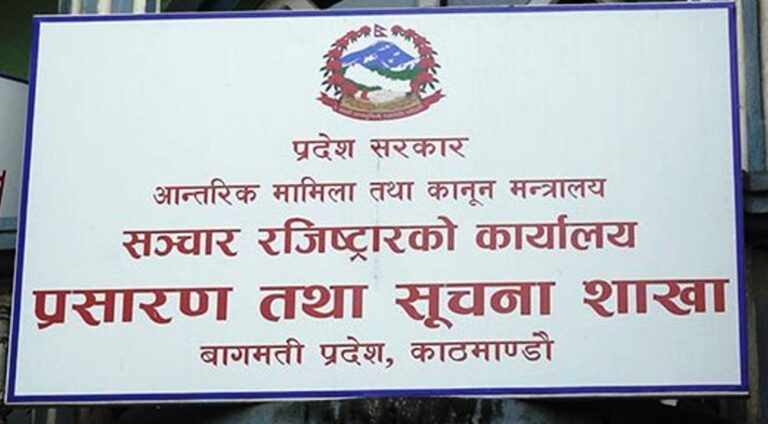 प्रदेश सरकार
आन्तरिक मामिला तथा कानून मन्त्रालय
सञ्चार रजिष्ट्रारको कार्यालय
प्रसारण तथा सूचना शाखा
बागमती प्रदेश, काठमाण्डौ